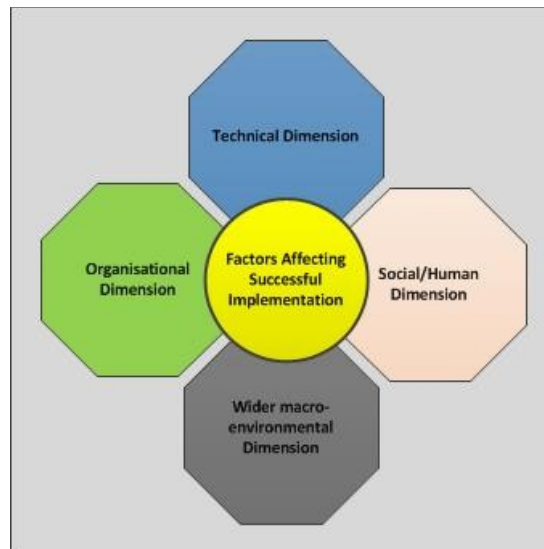 Technical Dimension
Organisational
Dimension
Factors Affecting
Successful
Implementation
Social/Human
Dimension
Wider macro-
environmental
Dimension